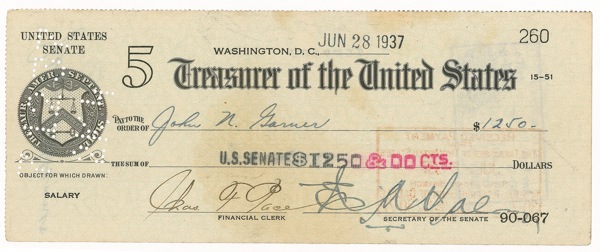 UNITED STATES SENATE
WASHINGTON, D. C., JUN 28 1937
260
5
Treasurer of the United States
15-51
PAY TO THE ORDER OF John N. Garner $1250-
THE SUM OF U.S. SENATE $1250 & 00 CTS. DOLLARS
OBJECT FOR WHICH DRAWN:
SALARY
Chas F Pace
FINANCIAL CLERK
SECRETARY OF THE SENATE
90-067